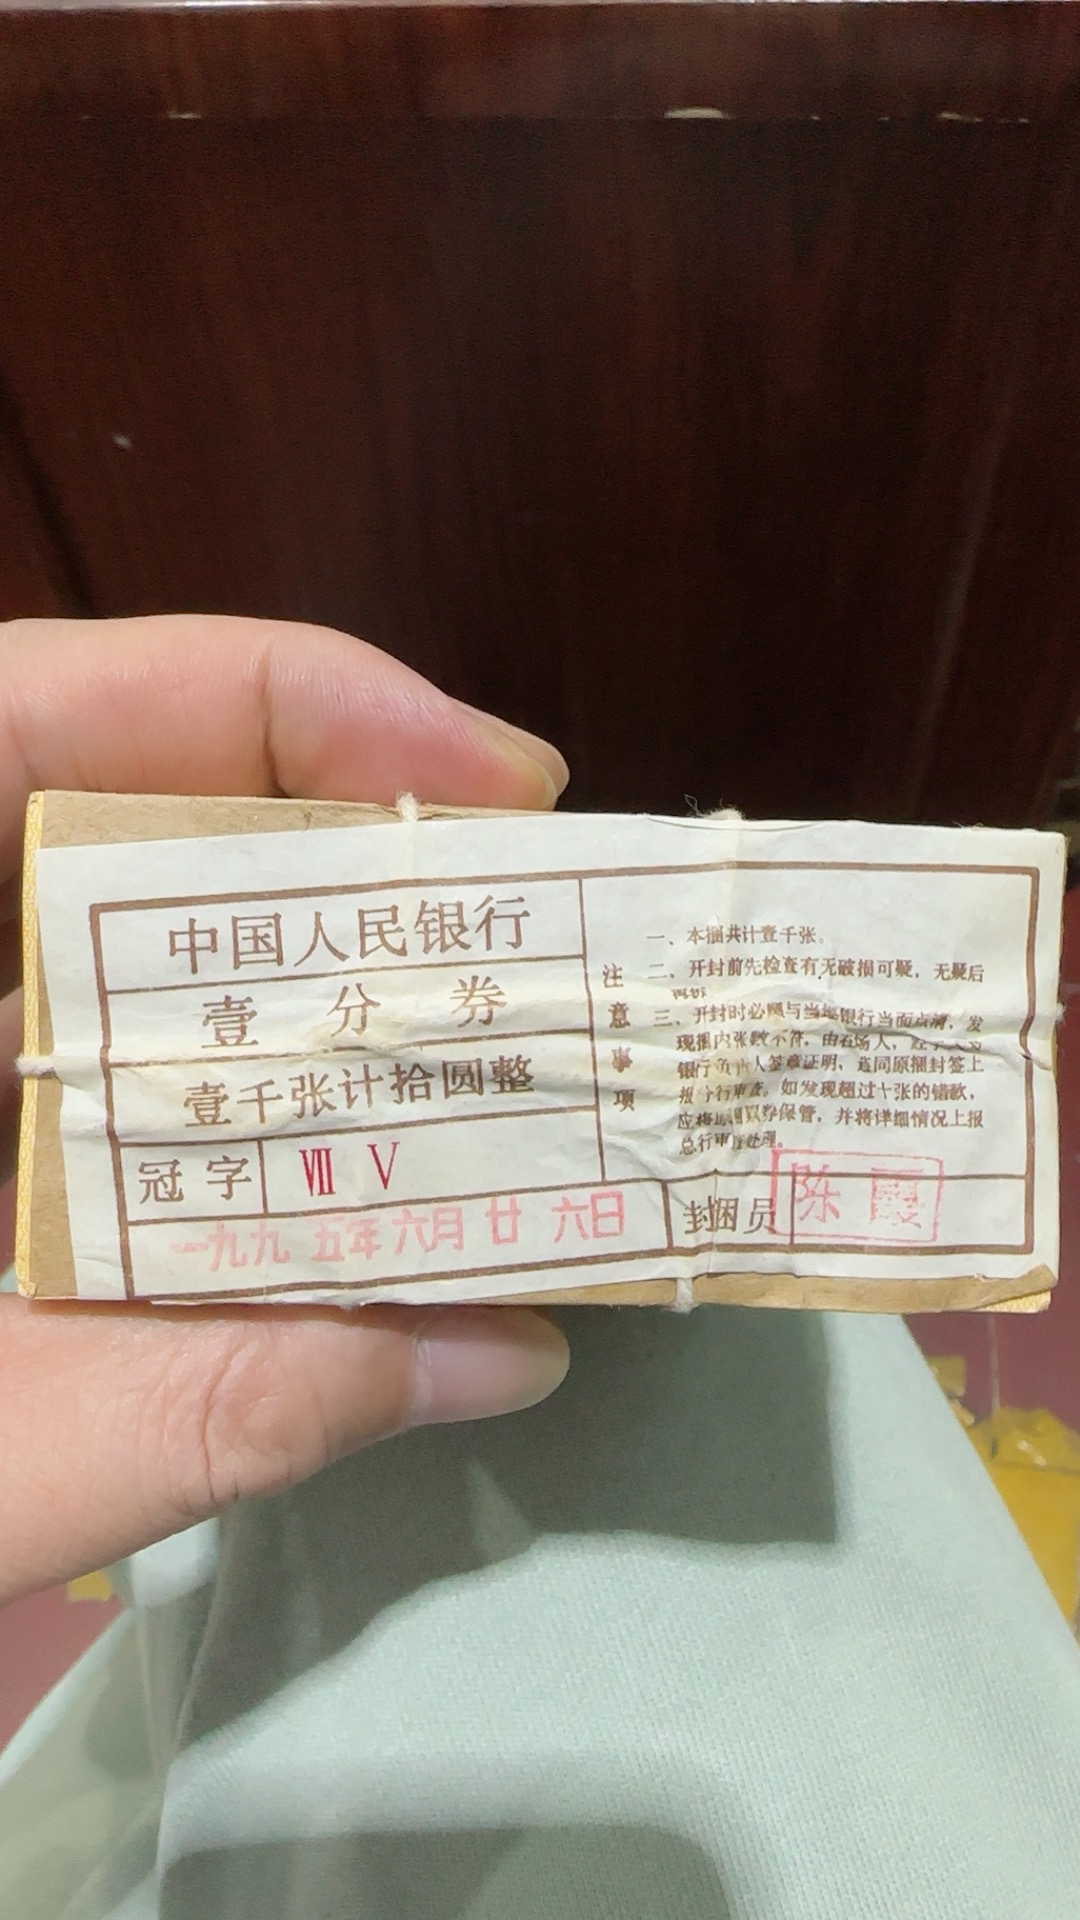 中国人民银行
壹分券
壹千张计拾圆整
冠字 Ⅶ Ⅴ
一九九五年六月廿六日
注意事项
一、本捆共计壹千张。
二、开封前先检查有无破损可疑，无疑后
再拆
三、开封时必须与当地银行当面点清，发
现捆内张数不符，由在场人，
银行负责人签章证明，连同原捆封签上
报分行审查。如发现超过十张的错款，
应将原捆妥券保管，并将详细情况上报
总行审查处理。
封捆员 陈霞